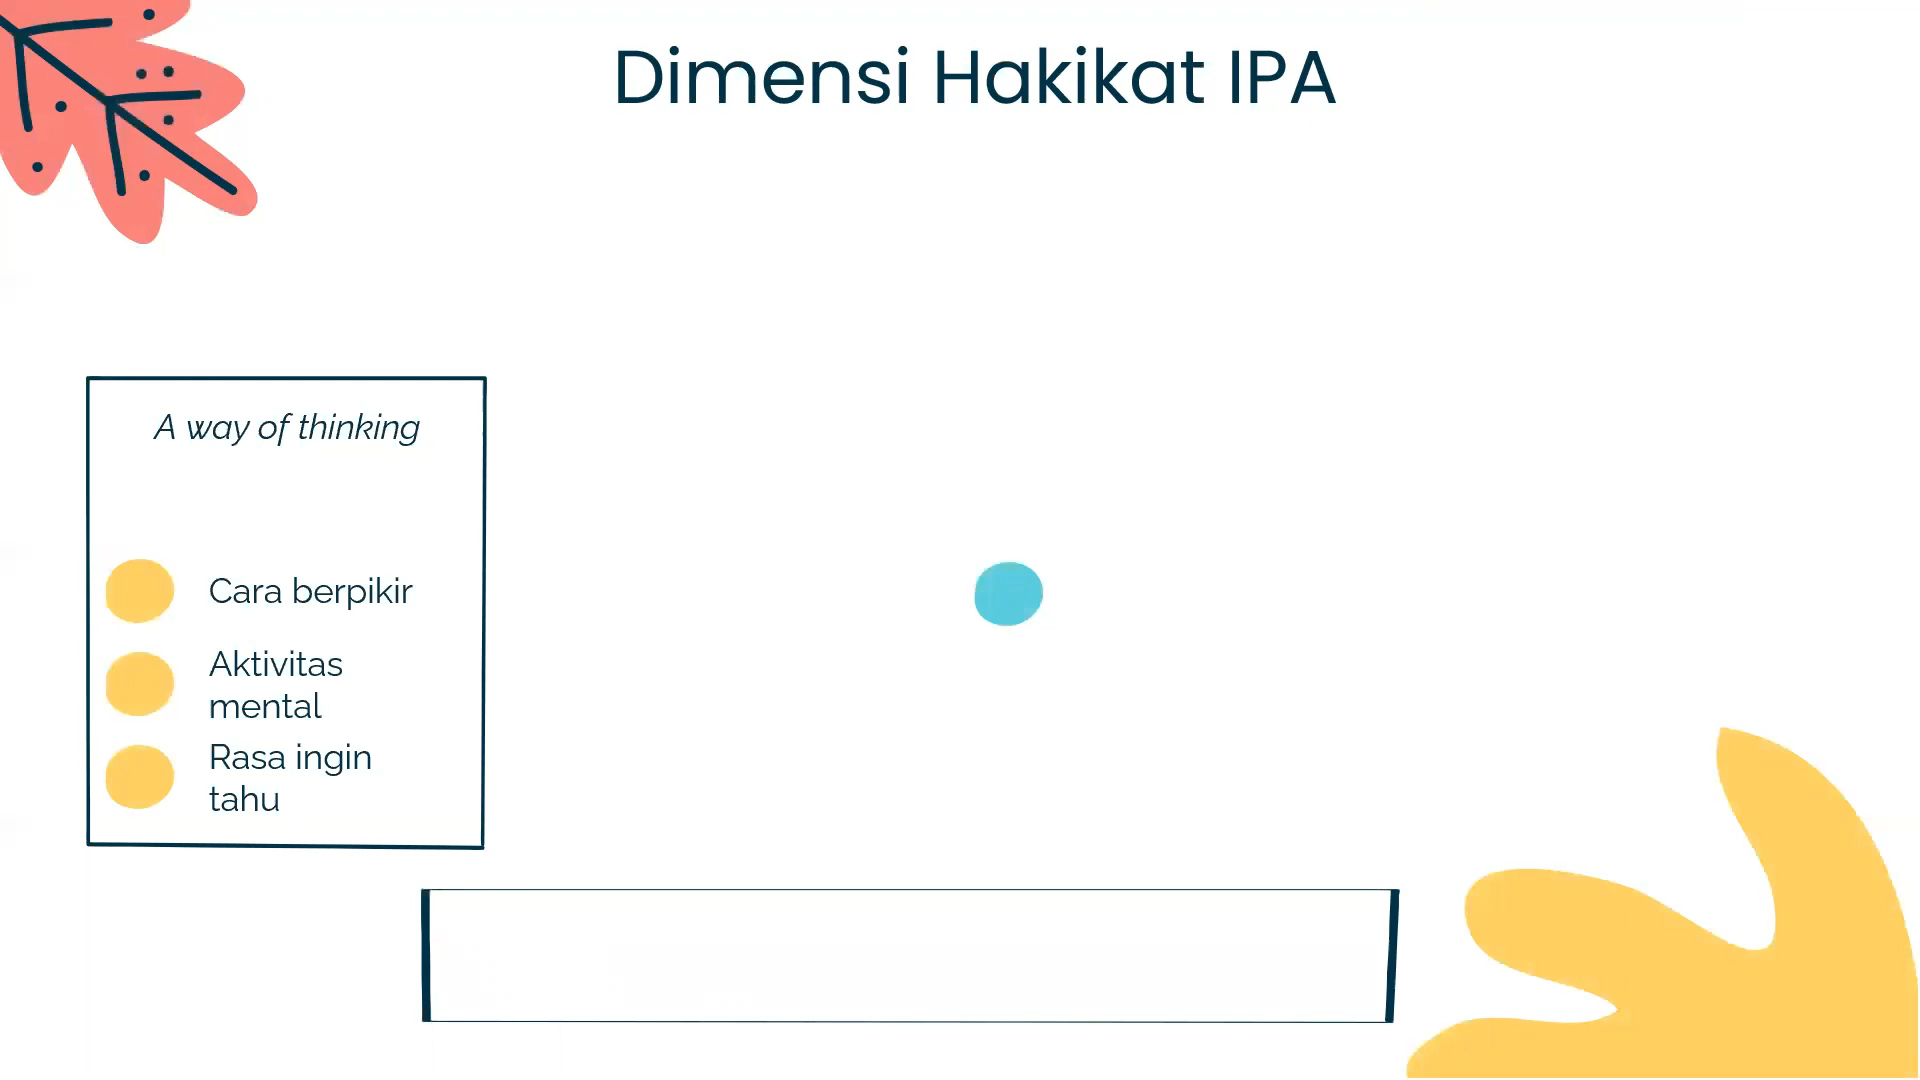 Dimensi Hakikat IPA
A way of thinking
Cara berpikir
Aktivitas
mental
Rasa ingin
tahu